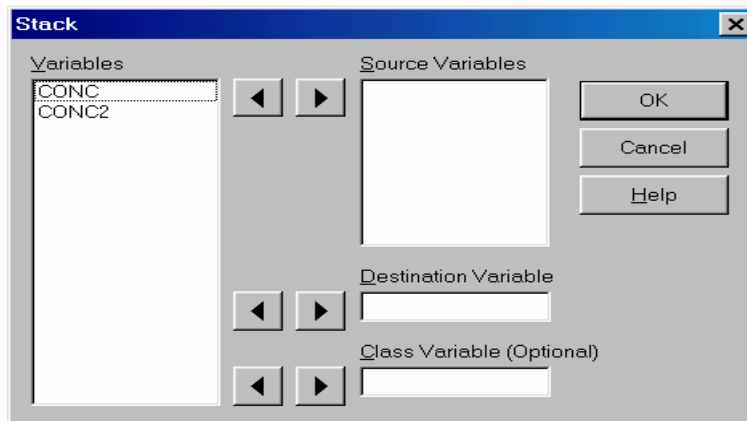 Stack
Variables
CONC
CONC2
Source Variables
OK
Cancel
Help
Destination Variable
Class Variable (Optional)